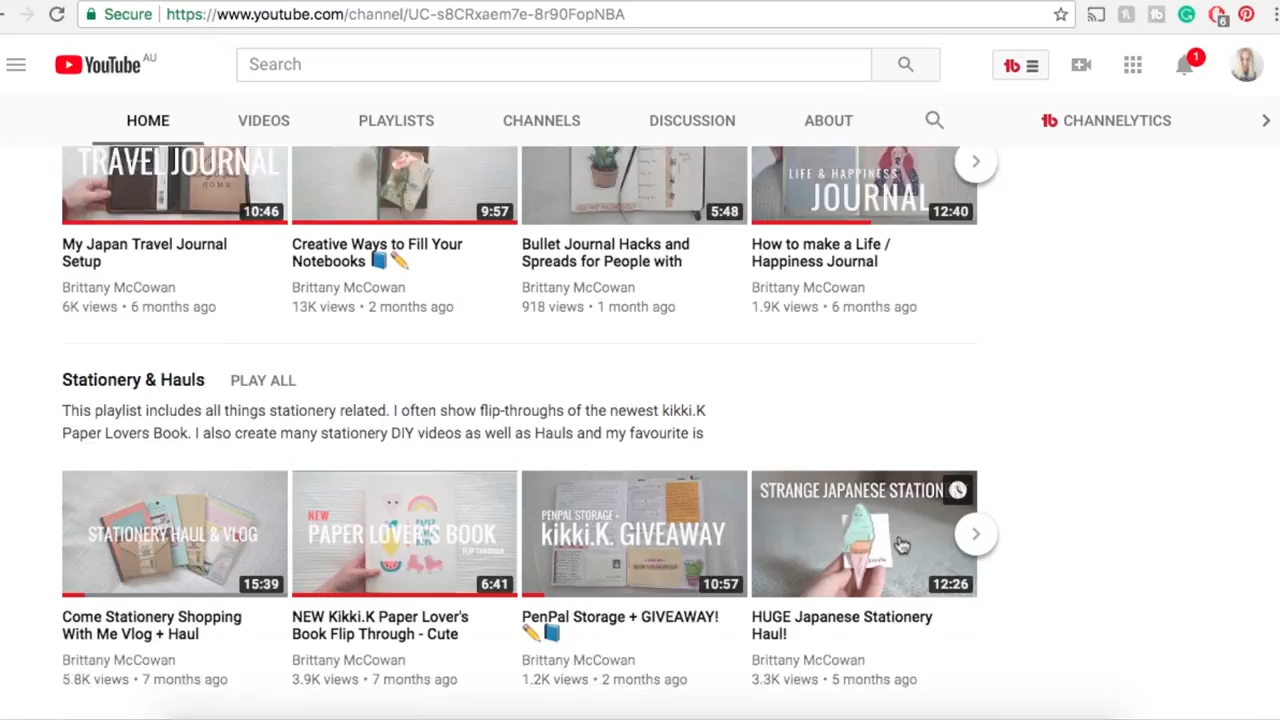 Secure https://www.youtube.com/channel/UC-s8CRxaem7e-8r90FopNBA
6
YouTube AU
Search
tb
1
HOME VIDEOS PLAYLISTS CHANNELS DISCUSSION ABOUT tb CHANNELYTICS
TRAVEL JOURNAL
HOME
LIFE & HAPPINESS
JOURNAL
10:46 9:57 5:48 12:40
My Japan Travel Journal
Setup
Brittany McCowan
6K views • 6 months ago
Creative Ways to Fill Your
Notebooks 📘✏️
Brittany McCowan
13K views • 2 months ago
Bullet Journal Hacks and
Spreads for People with
Brittany McCowan
918 views • 1 month ago
How to make a Life /
Happiness Journal
Brittany McCowan
1.9K views • 6 months ago
Stationery & Hauls PLAY ALL
This playlist includes all things stationery related. I often show flip-throughs of the newest kikki.K
Paper Lovers Book. I also create many stationery DIY videos as well as Hauls and my favourite is
STATIONERY HAUL & VLOG
15:39
Come Stationery Shopping
With Me Vlog + Haul
Brittany McCowan
5.8K views • 7 months ago
NEW
PAPER LOVER'S BOOK
FLIP THROUGH
6:41
NEW Kikki.K Paper Lover's
Book Flip Through - Cute
Brittany McCowan
3.9K views • 7 months ago
PENPAL STORAGE +
kikki.K. GIVEAWAY
10:57
PenPal Storage + GIVEAWAY!
✏️📘
Brittany McCowan
1.2K views • 2 months ago
STRANGE JAPANESE STATION
12:26
HUGE Japanese Stationery
Haul!
Brittany McCowan
3.3K views • 5 months ago